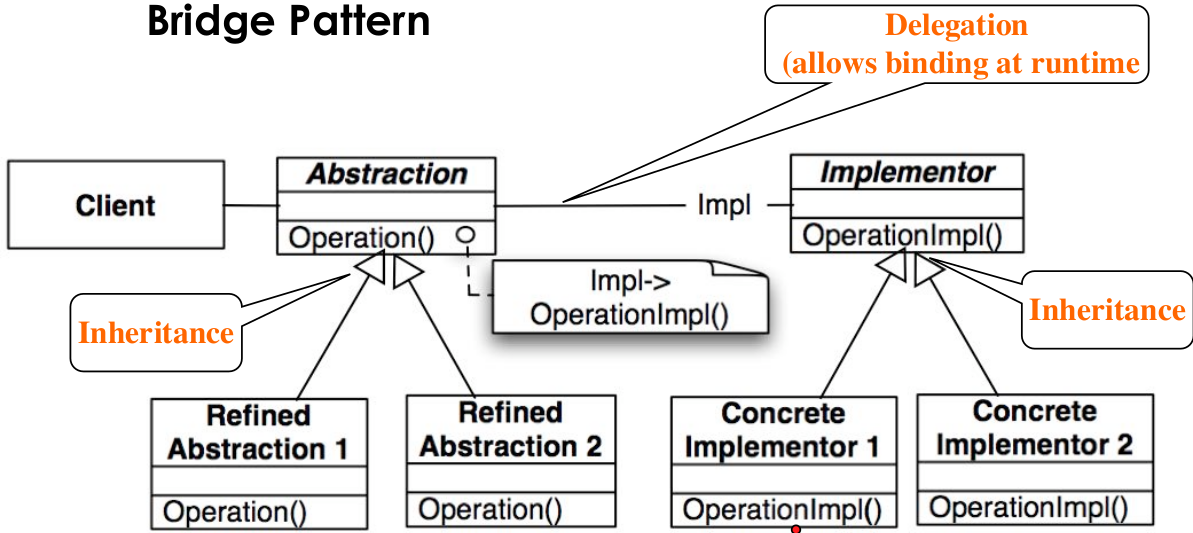 Bridge Pattern
Delegation
(allows binding at runtime
Client
Abstraction
Operation()
Impl
Implementor
OperationImpl()
Impl->
OperationImpl()
Inheritance
Inheritance
Refined
Abstraction 1
Operation()
Refined
Abstraction 2
Operation()
Concrete
Implementor 1
OperationImpl()
Concrete
Implementor 2
OperationImpl()